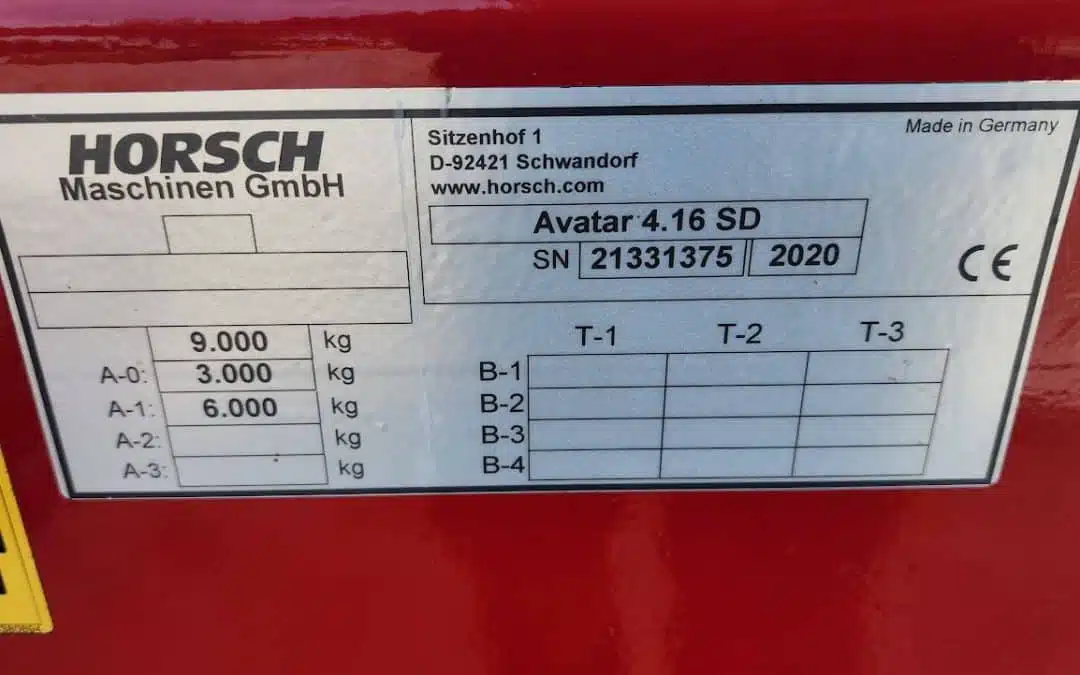 HORSCH
Maschinen GmbH
Sitzenhof 1
D-92421 Schwandorf
www.horsch.com
Made in Germany
Avatar 4.16 SD
SN 21331375 2020
CE
9.000 kg
A-0: 3.000 kg
A-1: 6.000 kg
A-2: kg
A-3: kg
T-1 T-2 T-3
B-1
B-2
B-3
B-4